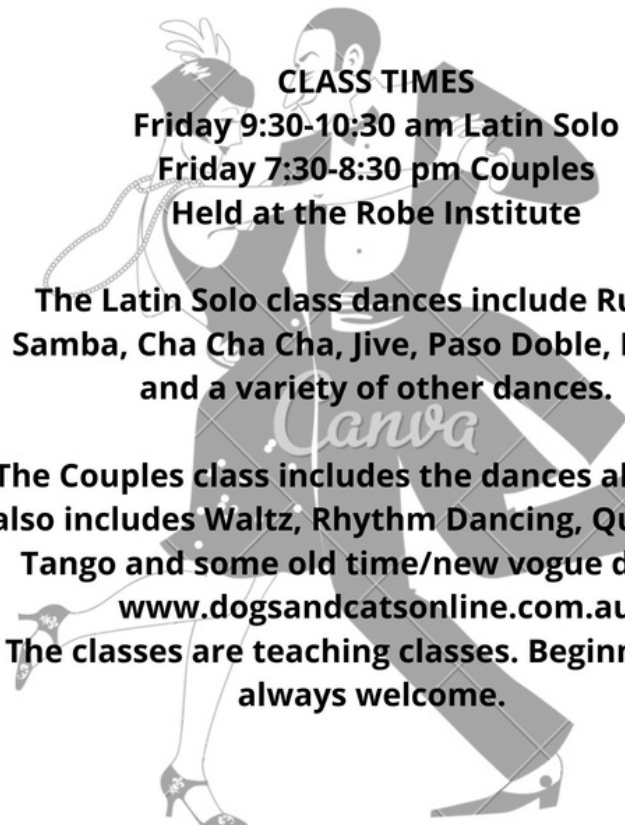 CLASS TIMES
Friday 9:30-10:30 am Latin Solo
Friday 7:30-8:30 pm Couples
Held at the Robe Institute
The Latin Solo class dances include
Samba, Cha Cha Cha, Jive, Paso Doble,
and a variety of other dances.
Canva
The Couples class includes the dances
also includes Waltz, Rhythm Dancing,
Tango and some old time/new vogue
www.dogsandcatsonline.com.au
The classes are teaching classes.
always welcome.